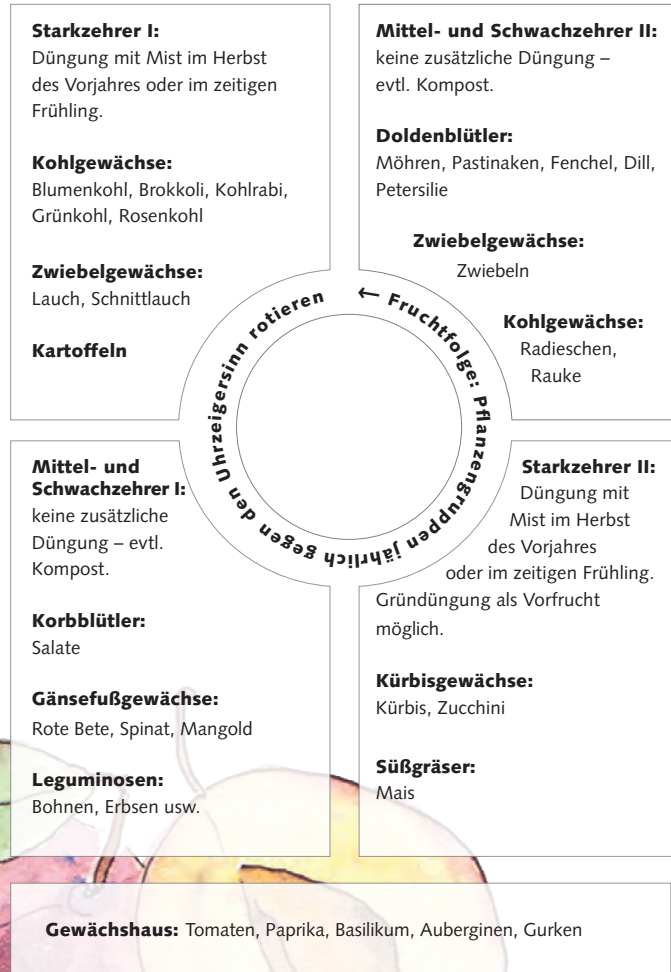 Starkzehrer I:
Düngung mit Mist im Herbst
des Vorjahres oder im zeitigen
Frühling.
Kohlgewächse:
Blumenkohl, Brokkoli, Kohlrabi,
Grünkohl, Rosenkohl
Zwiebelgewächse:
Lauch, Schnittlauch
Kartoffeln
Mittel- und Schwachzehrer II:
keine zusätzliche Düngung –
evtl. Kompost.
Doldenblütler:
Möhren, Pastinaken, Fenchel, Dill,
Petersilie
Zwiebelgewächse:
Zwiebeln
Kohlgewächse:
Radieschen,
Rauke
← Fruchtfolge: Pflanzengruppen jährlich gegen den Uhrzeigersinn rotieren
Mittel- und
Schwachzehrer I:
keine zusätzliche
Düngung – evtl.
Kompost.
Korbblütler:
Salate
Gänsefußgewächse:
Rote Bete, Spinat, Mangold
Leguminosen:
Bohnen, Erbsen usw.
Starkzehrer II:
Düngung mit
Mist im Herbst
des Vorjahres
oder im zeitigen Frühling.
Gründüngung als Vorfrucht
möglich.
Kürbisgewächse:
Kürbis, Zucchini
Süßgräser:
Mais
Gewächshaus: Tomaten, Paprika, Basilikum, Auberginen, Gurken